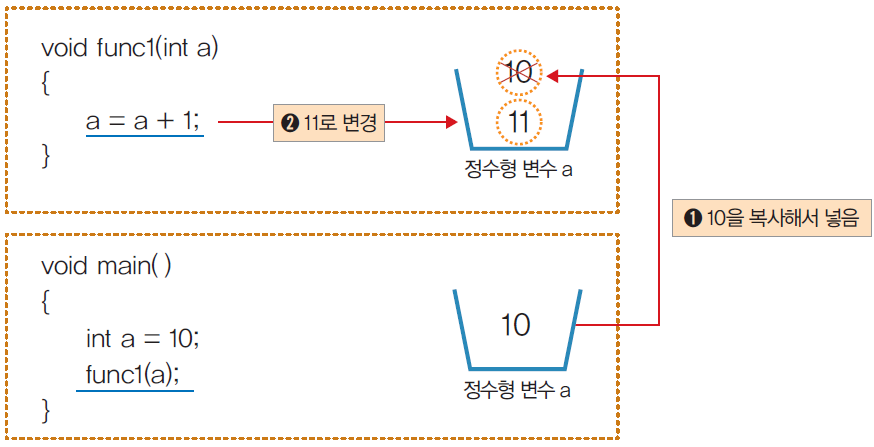 void func1(int a)
{
a = a + 1;
}
❷ 11로 변경
10
11
정수형 변수 a
❶ 10을 복사해서 넣음
void main( )
{
int a = 10;
func1(a);
}
10
정수형 변수 a